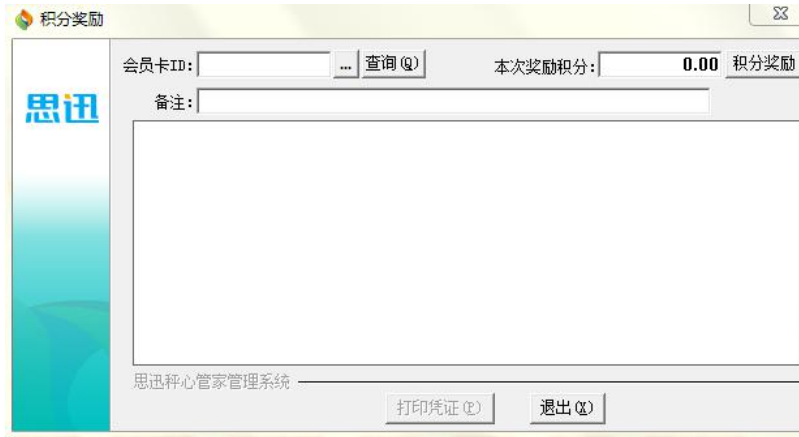 积分奖励
会员卡ID: ... 查询(Q) 本次奖励积分: 0.00 积分奖励
思迅
备注:
思迅秤心管家管理系统
打印凭证(P) 退出(X)